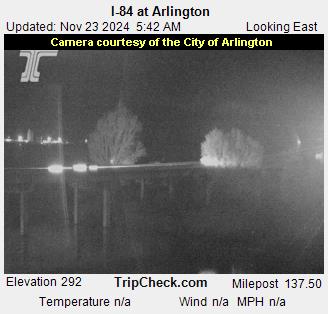 I-84 at Arlington
Updated: Nov 23 2024 5:42 AM Looking East
Camera courtesy of the City of Arlington
Elevation 292 TripCheck.com Milepost 137.50
Temperature n/a Wind n/a MPH n/a